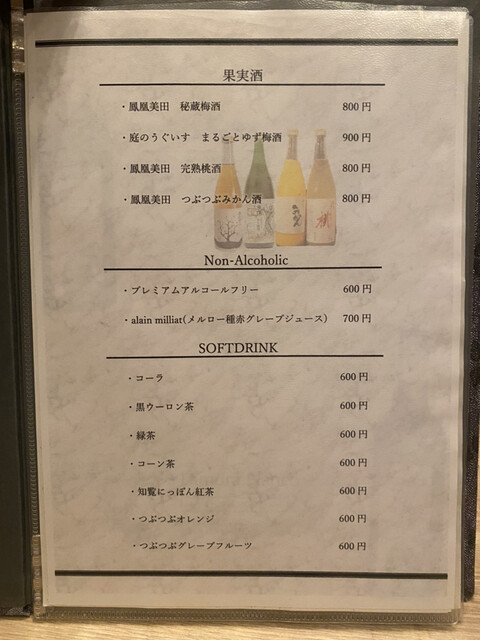 果実酒
・鳳凰美田　秘蔵梅酒　800円
・庭のうぐいす　まるごとゆず梅酒　900円
・鳳凰美田　完熟桃酒　800円
・鳳凰美田　つぶつぶみかん酒　800円
Non-Alcoholic
・プレミアムアルコールフリー　600円
・alain milliat(メルロー種赤グレープジュース)　700円
SOFTDRINK
・コーラ　600円
・黒ウーロン茶　600円
・緑茶　600円
・コーン茶　600円
・知覧にっぽん紅茶　600円
・つぶつぶオレンジ　600円
・つぶつぶグレープフルーツ　600円